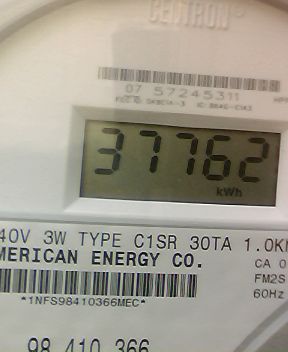 CENTRON®
07 57245311
37762
kWh
40V 3W TYPE C1SR 30TA 1.0K
MERICAN ENERGY CO.
CA 0
FM2S
60Hz
*1NFS98410366MEC*
98 410 366